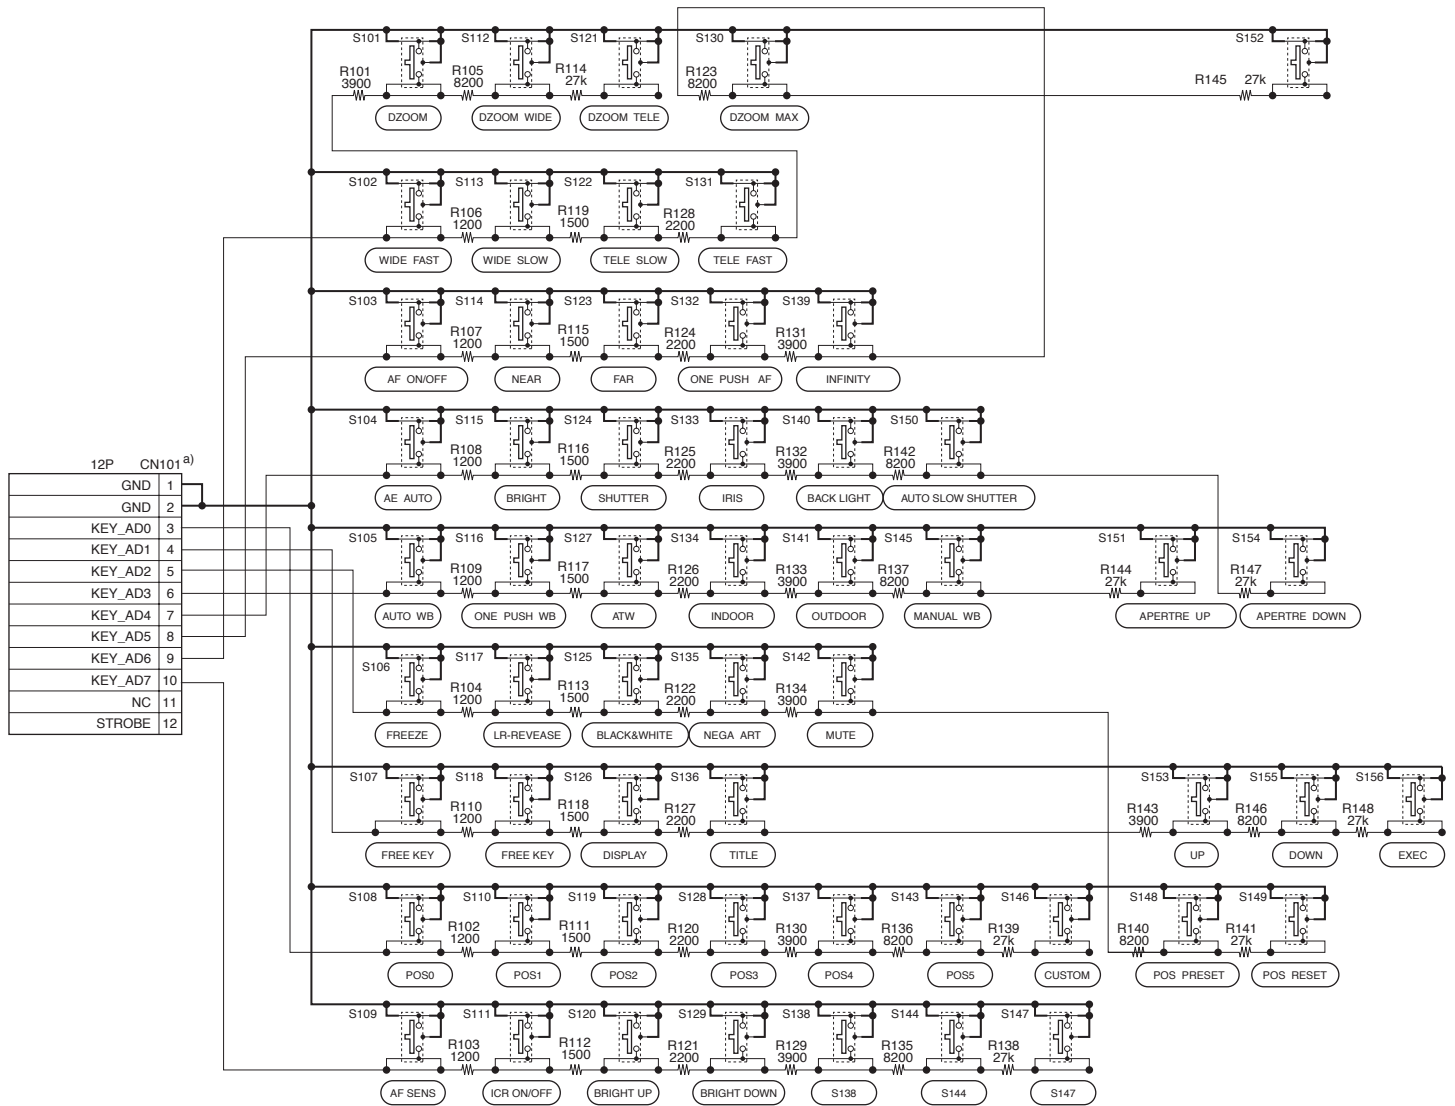 S101 S112 S121 S130 S152
R101 R105 R114 R123 R145 27k
3900 8200 27k 8200
DZOOM DZOOM WIDE DZOOM TELE DZOOM MAX
S102 S113 S122 S131
R106 R119 R128
1200 1500 2200
WIDE FAST WIDE SLOW TELE SLOW TELE FAST
S103 S114 S123 S132 S139
R107 R115 R124 R131
1200 1500 2200 3900
AF ON/OFF NEAR FAR ONE PUSH AF INFINITY
S104 S115 S124 S133 S140 S150
R108 R116 R125 R132 R142
1200 1500 2200 3900 8200
AE AUTO BRIGHT SHUTTER IRIS BACK LIGHT AUTO SLOW SHUTTER
12P CN101 a)
GND 1
GND 2
KEY_AD0 3
KEY_AD1 4
KEY_AD2 5
KEY_AD3 6
KEY_AD4 7
KEY_AD5 8
KEY_AD6 9
KEY_AD7 10
NC 11
STROBE 12
S105 S116 S127 S134 S141 S145 S151 S154
R109 R117 R126 R133 R137 R144 R147
1200 1500 2200 3900 8200 27k 27k
AUTO WB ONE PUSH WB ATW INDOOR OUTDOOR MANUAL WB APERTRE UP APERTRE DOWN
S106 S117 S125 S135 S142
R104 R113 R122 R134
1200 1500 2200 3900
FREEZE LR-REVEASE BLACK&WHITE NEGA ART MUTE
S107 S118 S126 S136 S153 S155 S156
R110 R118 R127 R143 R146 R148
1200 1500 2200 3900 8200 27k
FREE KEY FREE KEY DISPLAY TITLE UP DOWN EXEC
S108 S110 S119 S128 S137 S143 S146 S148 S149
R102 R111 R120 R130 R136 R139 R140 R141
1200 1500 2200 3900 8200 27k 8200 27k
POS0 POS1 POS2 POS3 POS4 POS5 CUSTOM POS PRESET POS RESET
S109 S111 S120 S129 S138 S144 S147
R103 R112 R121 R129 R135 R138
1200 1500 2200 3900 8200 27k
AF SENS ICR ON/OFF BRIGHT UP BRIGHT DOWN S138 S144 S147